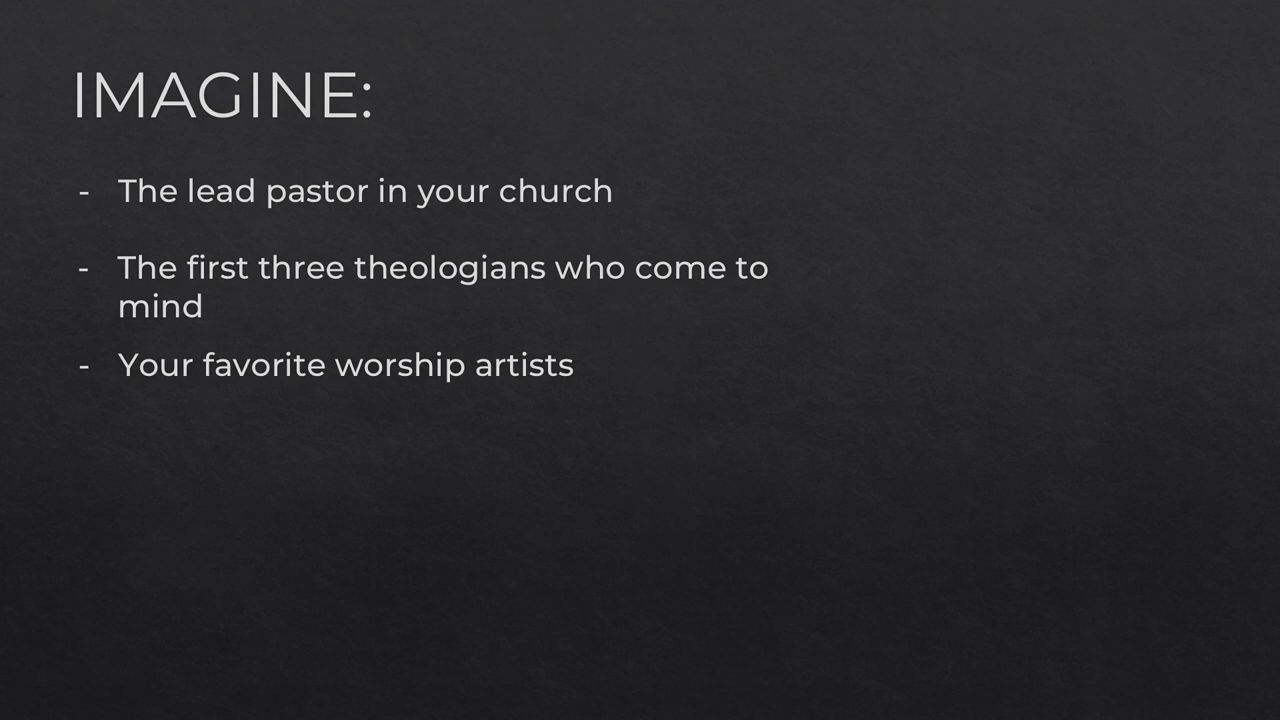 IMAGINE:
- The lead pastor in your church
- The first three theologians who come to
mind
- Your favorite worship artists